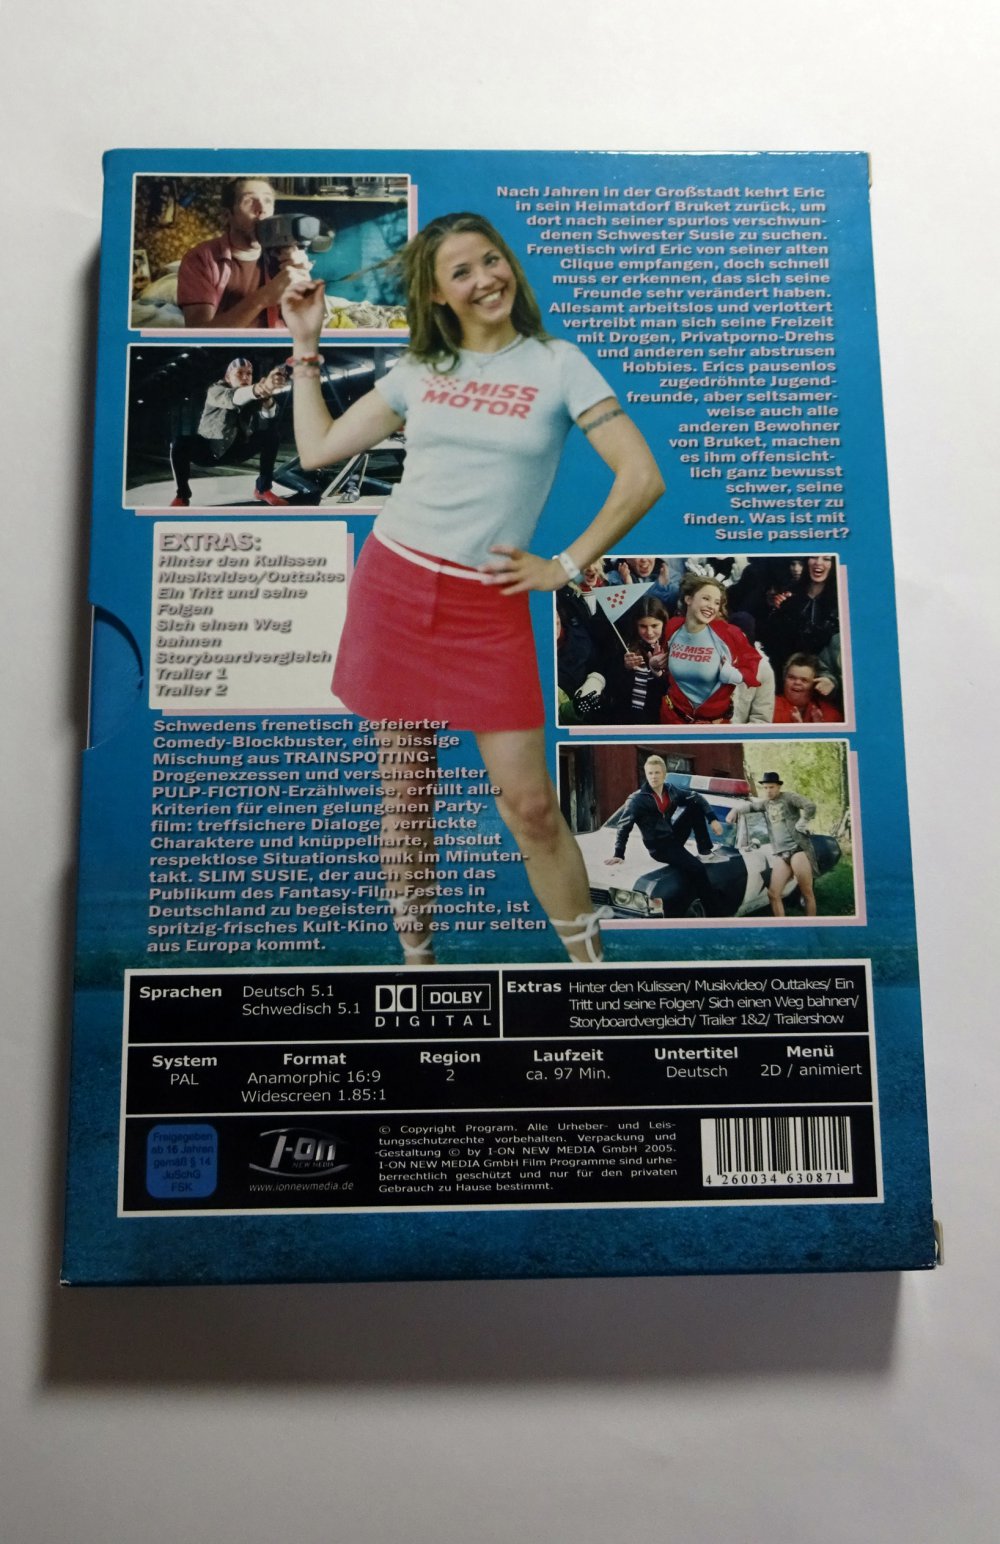 Nach Jahren in der Großstadt kehrt Eric
in sein Heimatdorf Bruket zurück, um
dort nach seiner spurlos verschwun-
denen Schwester Susie zu suchen.
Frenetisch wird Eric von seiner alten
Clique empfangen, doch schnell
muss er erkennen, das sich seine
Freunde sehr verändert haben.
Allesamt arbeitslos und verlottert
vertreibt man sich seine Freizeit
mit Drogen, Privatporno-Drehs
und anderen sehr abstrusen
Hobbies. Erics pausenlos
zugedröhnte Jugend-
freunde, aber seltsamer-
weise auch alle
anderen Bewohner
von Bruket, machen
es ihm offensicht-
lich ganz bewusst
schwer, seine
Schwester zu
finden. Was ist mit
Susie passiert?
MISS
MOTOR
EXTRAS:
Hinter den Kulissen
Musikvideo/Outtakes
Ein Tritt und seine
Folgen
Sich einen Weg
bahnen
Storyboardvergleich
Trailer 1
Trailer 2
MISS
MOTOR
Schwedens frenetisch gefeierter
Comedy-Blockbuster, eine bissige
Mischung aus TRAINSPOTTING-
Drogenexzessen und verschachtelter
PULP-FICTION-Erzählweise, erfüllt alle
Kriterien für einen gelungenen Party-
film: treffsichere Dialoge, verrückte
Charaktere und knüppelharte, absolut
respektlose Situationskomik im Minuten-
takt. SLIM SUSIE, der auch schon das
Publikum des Fantasy-Film-Festes in
Deutschland zu begeistern vermochte, ist
spritzig-frisches Kult-Kino wie es nur selten
aus Europa kommt.
Sprachen Deutsch 5.1
Schwedisch 5.1
DOLBY
DIGITAL
Extras Hinter den Kulissen/ Musikvideo/ Outtakes/ Ein
Tritt und seine Folgen/ Sich einen Weg bahnen/
Storyboardvergleich/ Trailer 1&2/ Trailershow
System Format Region Laufzeit Untertitel Menü
PAL Anamorphic 16:9 2 ca. 97 Min. Deutsch 2D / animiert
Widescreen 1.85:1
Freigegeben
ab 16 Jahren
gemäß § 14
JuSchG
FSK
I-ON
NEW MEDIA
www.ionnewmedia.de
© Copyright Program. Alle Urheber- und Leis-
tungsschutzrechte vorbehalten. Verpackung und
Gestaltung © by I-ON NEW MEDIA GmbH 2005.
I-ON NEW MEDIA GmbH Film Programme sind urhe-
berrechtlich geschützt und nur für den privaten
Gebrauch zu Hause bestimmt.
4 260034 630871